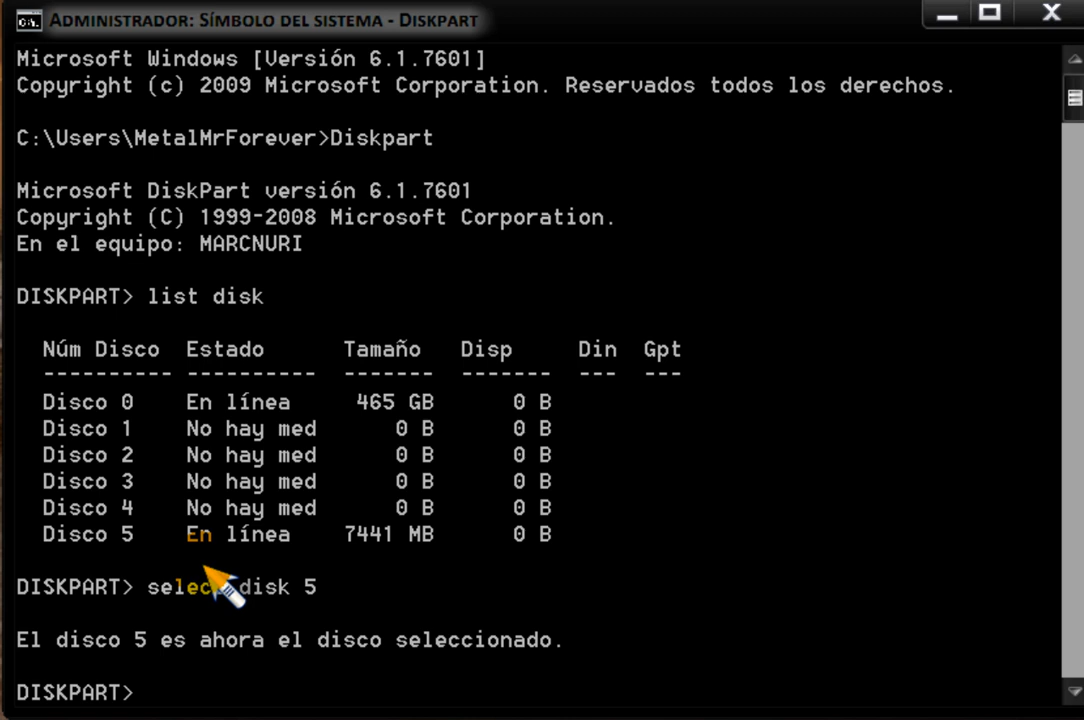 ADMINISTRADOR: SÍMBOLO DEL SISTEMA - DISKPART
Microsoft Windows [Versión 6.1.7601]
Copyright (c) 2009 Microsoft Corporation. Reservados todos los derechos.
C:\Users\MetalMrForever>Diskpart
Microsoft DiskPart versión 6.1.7601
Copyright (C) 1999-2008 Microsoft Corporation.
En el equipo: MARCNURI
DISKPART> list disk
Núm Disco Estado Tamaño Disp Din Gpt
---------- ---------- ------- ------- --- ---
Disco 0 En línea 465 GB 0 B
Disco 1 No hay med 0 B 0 B
Disco 2 No hay med 0 B 0 B
Disco 3 No hay med 0 B 0 B
Disco 4 No hay med 0 B 0 B
Disco 5 En línea 7441 MB 0 B
DISKPART> select disk 5
El disco 5 es ahora el disco seleccionado.
DISKPART>